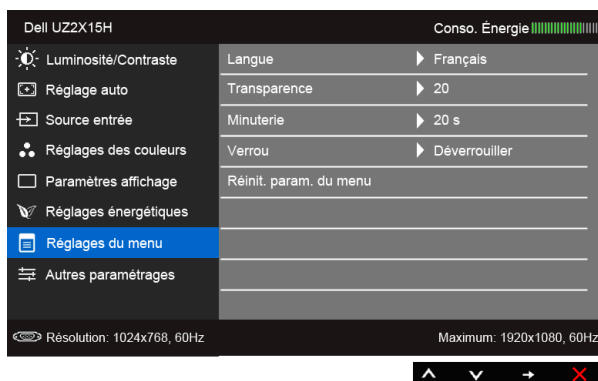 Dell UZ2X15H Conso. Énergie
Luminosité/Contraste
Réglage auto
Source entrée
Réglages des couleurs
Paramètres affichage
Réglages énergétiques
Réglages du menu
Autres paramétrages
Langue Français
Transparence 20
Minuterie 20 s
Verrou Déverrouiller
Réinit. param. du menu
Résolution: 1024x768, 60Hz Maximum: 1920x1080, 60Hz